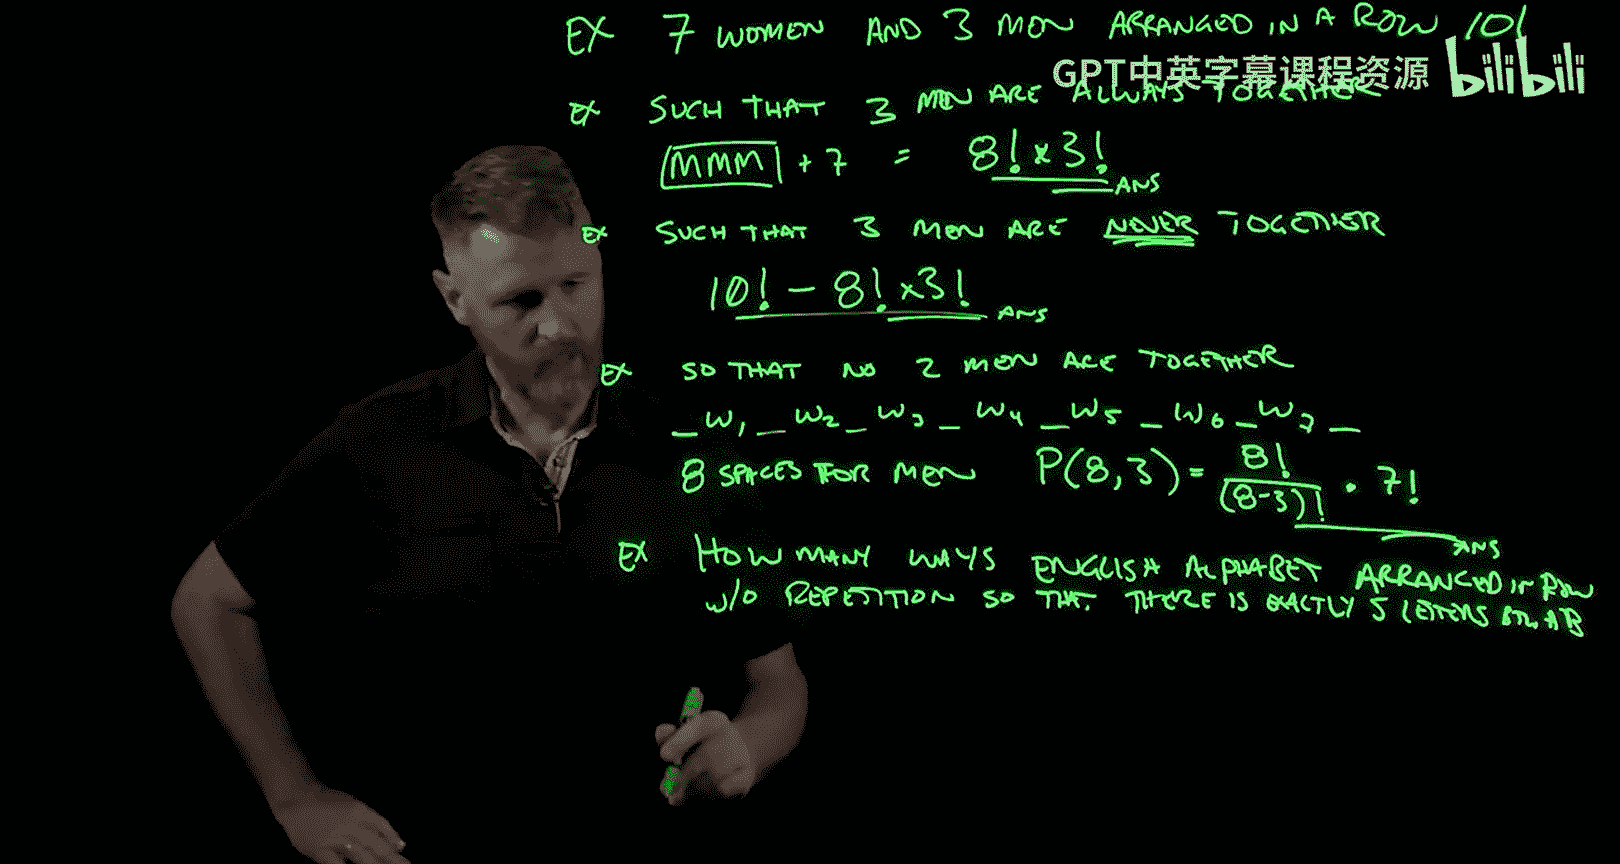 EX 7 WOMEN AND 3 MEN ARRANGED IN A ROW 10!
GPT中英字幕课程资源 bilibili
EX SUCH THAT 3 MEN ARE ALWAYS TOGETHER
MMM + 7 = 8! × 3! ANS
EX SUCH THAT 3 MEN ARE NEVER TOGETHER
10! - 8! × 3! ANS
EX SO THAT NO 2 MEN ARE TOGETHER
_ W1 _ W2 _ W3 _ W4 _ W5 _ W6 _ W7 _
8 SPACES FOR MEN P(8,3) = 8!/(8-3)! · 7!
ANS
EX HOW MANY WAYS ENGLISH ALPHABET ARRANGED IN ROW
W/O REPETITION SO THAT THERE IS EXACTLY 5 LETTERS BTW AB